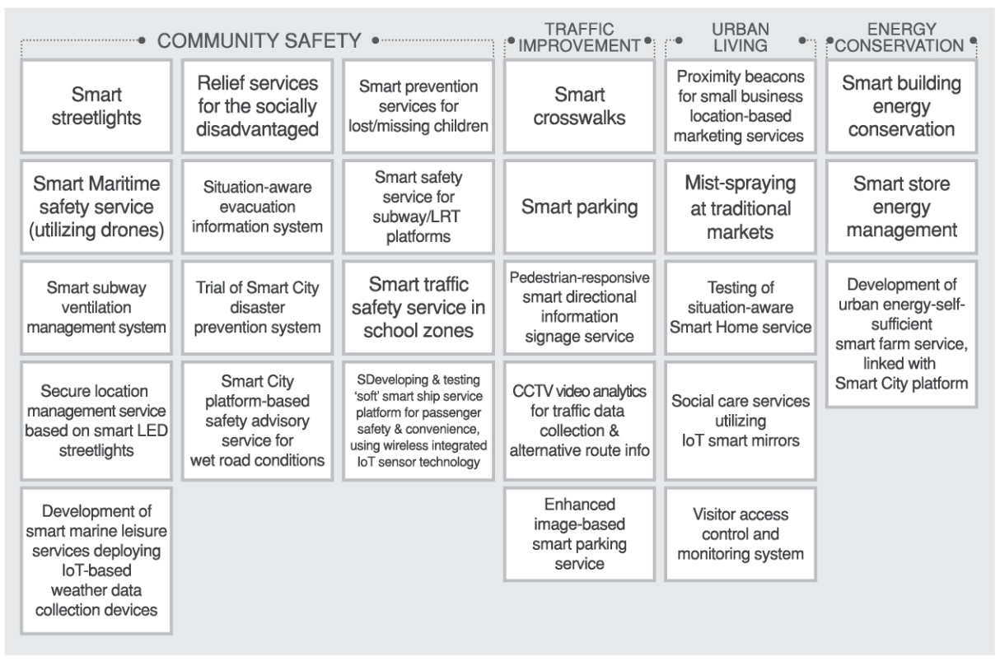 COMMUNITY SAFETY
TRAFFIC
IMPROVEMENT
URBAN
LIVING
ENERGY
CONSERVATION
Smart
streetlights
Relief services
for the socially
disadvantaged
Smart prevention
services for
lost/missing children
Smart
crosswalks
Proximity beacons
for small business
location-based
marketing services
Smart building
energy
conservation
Smart Maritime
safety service
(utilizing drones)
Situation-aware
evacuation
information system
Smart safety
service for
subway/LRT
platforms
Smart parking
Mist-spraying
at traditional
markets
Smart store
energy
management
Smart subway
ventilation
management system
Trial of Smart City
disaster
prevention system
Smart traffic
safety service in
school zones
Pedestrian-responsive
smart directional
information
signage service
Testing of
situation-aware
Smart Home service
Development of
urban energy-self-
sufficient
smart farm service,
linked with
Smart City platform
Secure location
management service
based on smart LED
streetlights
Smart City
platform-based
safety advisory
service for
wet road conditions
SDeveloping & testing
‘soft’ smart ship service
platform for passenger
safety & convenience,
using wireless integrated
IoT sensor technology
CCTV video analytics
for traffic data
collection &
alternative route info
Social care services
utilizing
IoT smart mirrors
Development of
smart marine leisure
services deploying
IoT-based
weather data
collection devices
Enhanced
image-based
smart parking
service
Visitor access
control and
monitoring system